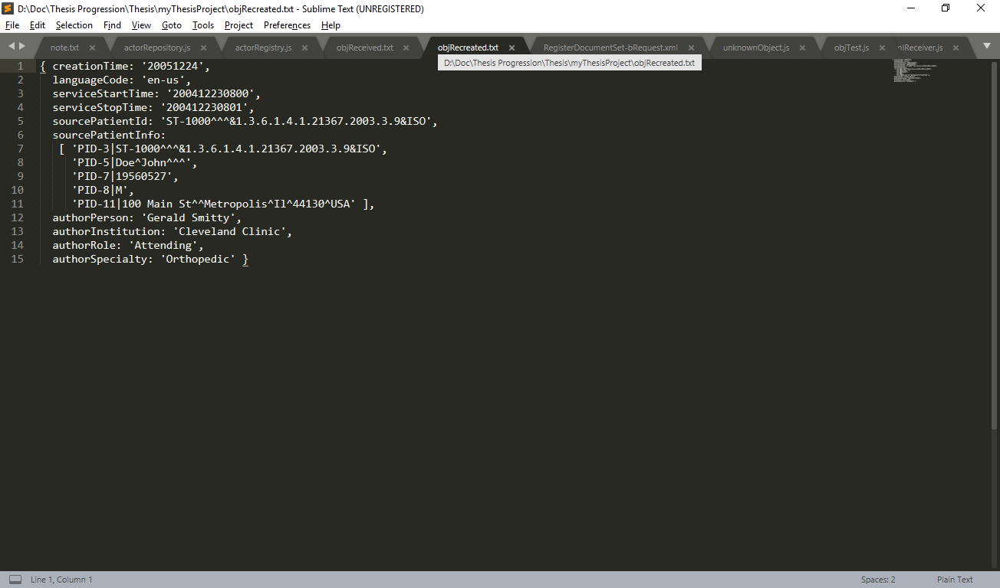 D:\Doc\Thesis Progression\Thesis\myThesisProject\objRecreated.txt - Sublime Text (UNREGISTERED)
File Edit Selection Find View Goto Tools Project Preferences Help
note.txt actorRepository.js actorRegistry.js objReceived.txt objRecreated.txt RegisterDocumentSet-bRequest.xml unknownObject.js objTest.js nlReceiver.js
D:\Doc\Thesis Progression\Thesis\myThesisProject\objRecreated.txt
1 { creationTime: '20051224',
2 languageCode: 'en-us',
3 serviceStartTime: '200412230800',
4 serviceStopTime: '200412230801',
5 sourcePatientId: 'ST-1000^^^&1.3.6.1.4.1.21367.2003.3.9&ISO',
6 sourcePatientInfo:
7 [ 'PID-3|ST-1000^^^&1.3.6.1.4.1.21367.2003.3.9&ISO',
8 'PID-5|Doe^John^^^',
9 'PID-7|19560527',
10 'PID-8|M',
11 'PID-11|100 Main St^^Metropolis^Il^44130^USA' ],
12 authorPerson: 'Gerald Smitty',
13 authorInstitution: 'Cleveland Clinic',
14 authorRole: 'Attending',
15 authorSpecialty: 'Orthopedic' }
Line 1, Column 1 Spaces: 2 Plain Text